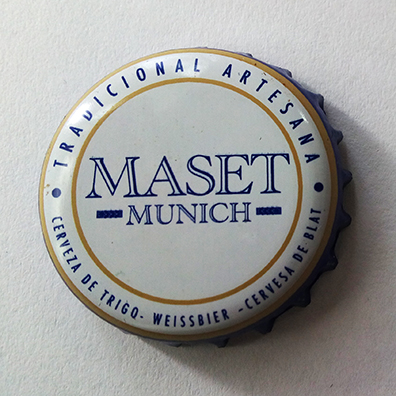 · TRADICIONAL ARTESANA ·
MASET
MUNICH
CERVEZA DE TRIGO- WEISSBIER -CERVESA DE BLAT